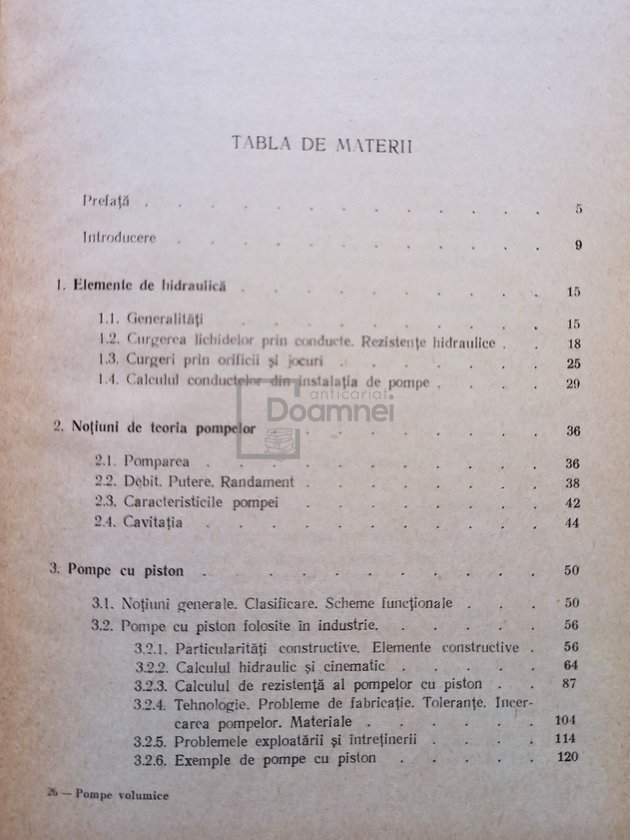 TABLA DE MATERII
Prefață . . . . . . . . . . . . 5
Introducere . . . . . . . . . . . 9
1. Elemente de hidraulică . . . . . . . . . 15
1.1. Generalități . . . . . . . . . . 15
1.2. Curgerea lichidelor prin conducte. Rezistențe hidraulice . . 18
1.3. Curgeri prin orificii și jocuri . . . . . . . 25
1.4. Calculul conductelor din instalația de pompe . . . . 29
anticariat
Doamnei
2. Noțiuni de teoria pompelor . . . . . . . . 36
2.1. Pomparea . . . . . . . . . . 36
2.2. Debit. Putere. Randament . . . . . . . . 38
2.3. Caracteristicile pompei . . . . . . . . 42
2.4. Cavitația . . . . . . . . . . 44
3. Pompe cu piston . . . . . . . . . . 50
3.1. Noțiuni generale. Clasificare. Scheme funcționale . . . 50
3.2. Pompe cu piston folosite în industrie. . . . . . 56
3.2.1. Particularități constructive. Elemente constructive . 56
3.2.2. Calculul hidraulic și cinematic . . . . . 64
3.2.3. Calculul de rezistență al pompelor cu piston . . 87
3.2.4. Tehnologie. Probleme de fabricație. Toleranțe. Incer-
carea pompelor. Materiale . . . . . . 104
3.2.5. Problemele exploatării și întreținerii . . . . 114
3.2.6. Exemple de pompe cu piston . . . . . 120
26 — Pompe volumice